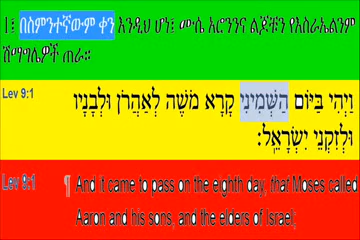 1፤ በስምንተኛውም ቀን እንዲህ ሆነ፤ ሙሴ አሮንንና ልጆቹን የእስራኤልንም
ሽማግሌዎች ጠራ።
Lev 9:1 וַיְהִי בַּיּוֹם הַשְּׁמִינִי קָרָא מֹשֶׁה לְאַהֲרֹן וּלְבָנָיו
וּלְזִקְנֵי יִשְׂרָאֵל׃
Lev 9:1 ¶ And it came to pass on the eighth day, that Moses called
Aaron and his sons, and the elders of Israel;